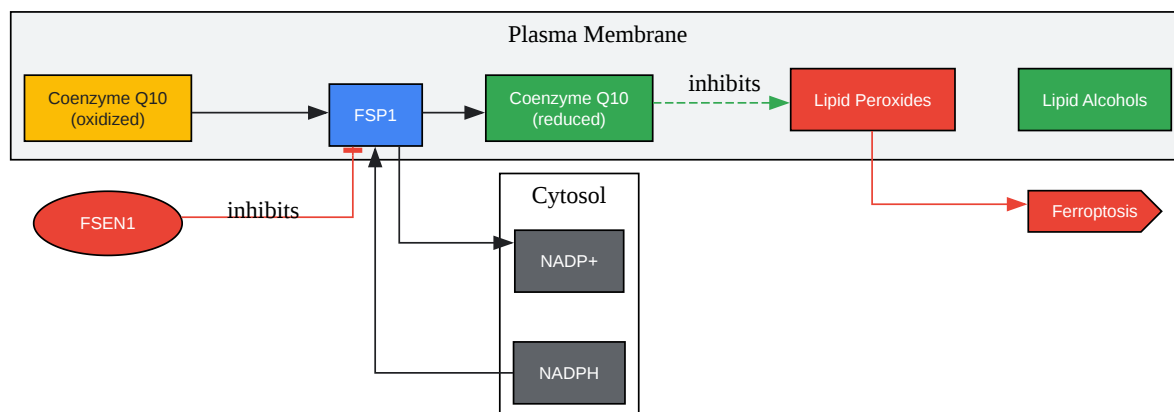 Plasma Membrane
Coenzyme Q10
(oxidized)
FSP1
Coenzyme Q10
(reduced)
inhibits
Lipid Peroxides
Lipid Alcohols
FSEN1
inhibits
Cytosol
Ferroptosis
NADP+
NADPH